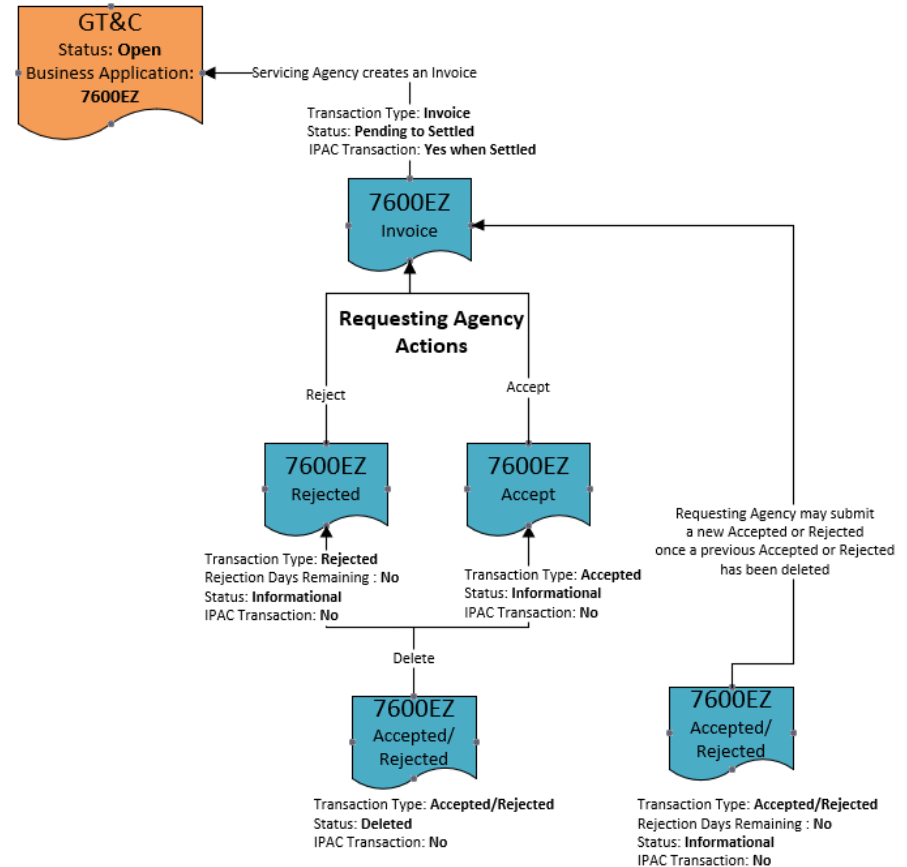 GT&C
Status: Open
Business Application:
7600EZ
Servicing Agency creates an Invoice
Transaction Type: Invoice
Status: Pending to Settled
IPAC Transaction: Yes when Settled
7600EZ
Invoice
Requesting Agency
Actions
Reject
Accept
7600EZ
Rejected
7600EZ
Accept
Transaction Type: Rejected
Rejection Days Remaining : No
Status: Informational
IPAC Transaction: No
Transaction Type: Accepted
Status: Informational
IPAC Transaction: No
Requesting Agency may submit
a new Accepted or Rejected
once a previous Accepted or Rejected
has been deleted
Delete
7600EZ
Accepted/
Rejected
Transaction Type: Accepted/Rejected
Status: Deleted
IPAC Transaction: No
7600EZ
Accepted/
Rejected
Transaction Type: Accepted/Rejected
Rejection Days Remaining : No
Status: Informational
IPAC Transaction: No